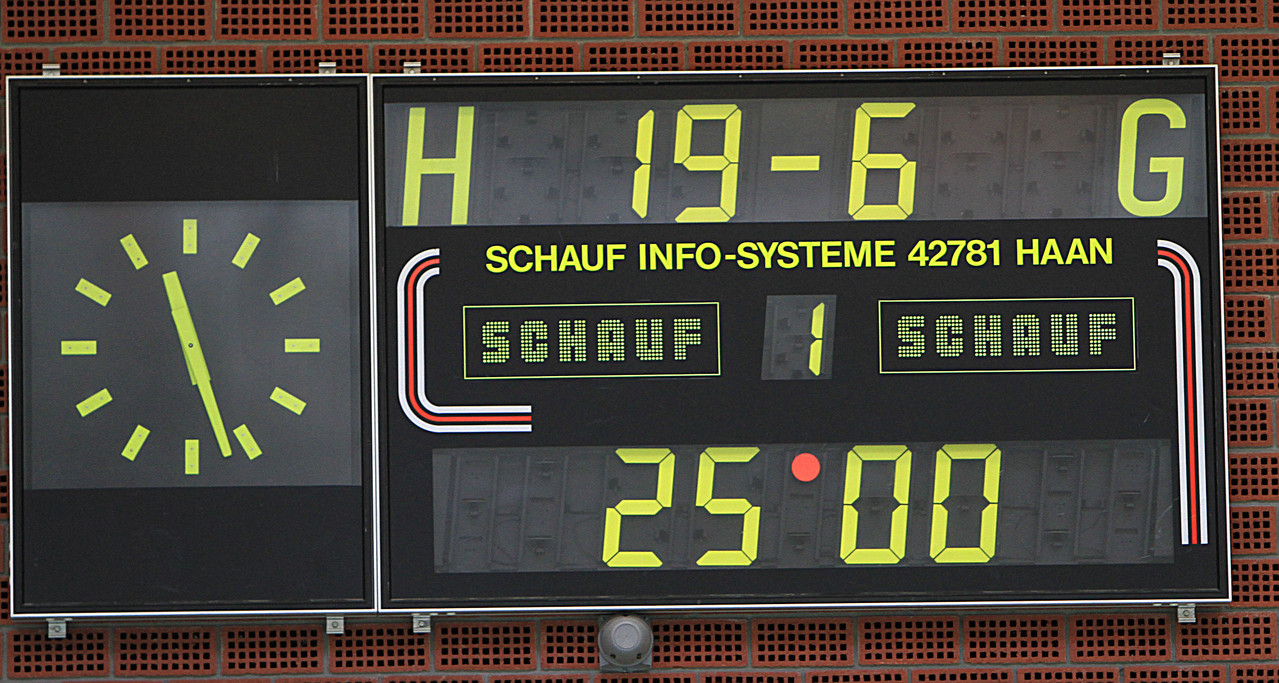 H 19-6 G
SCHAUF INFO-SYSTEME 42781 HAAN
SCHAUF 1 SCHAUF
25 00